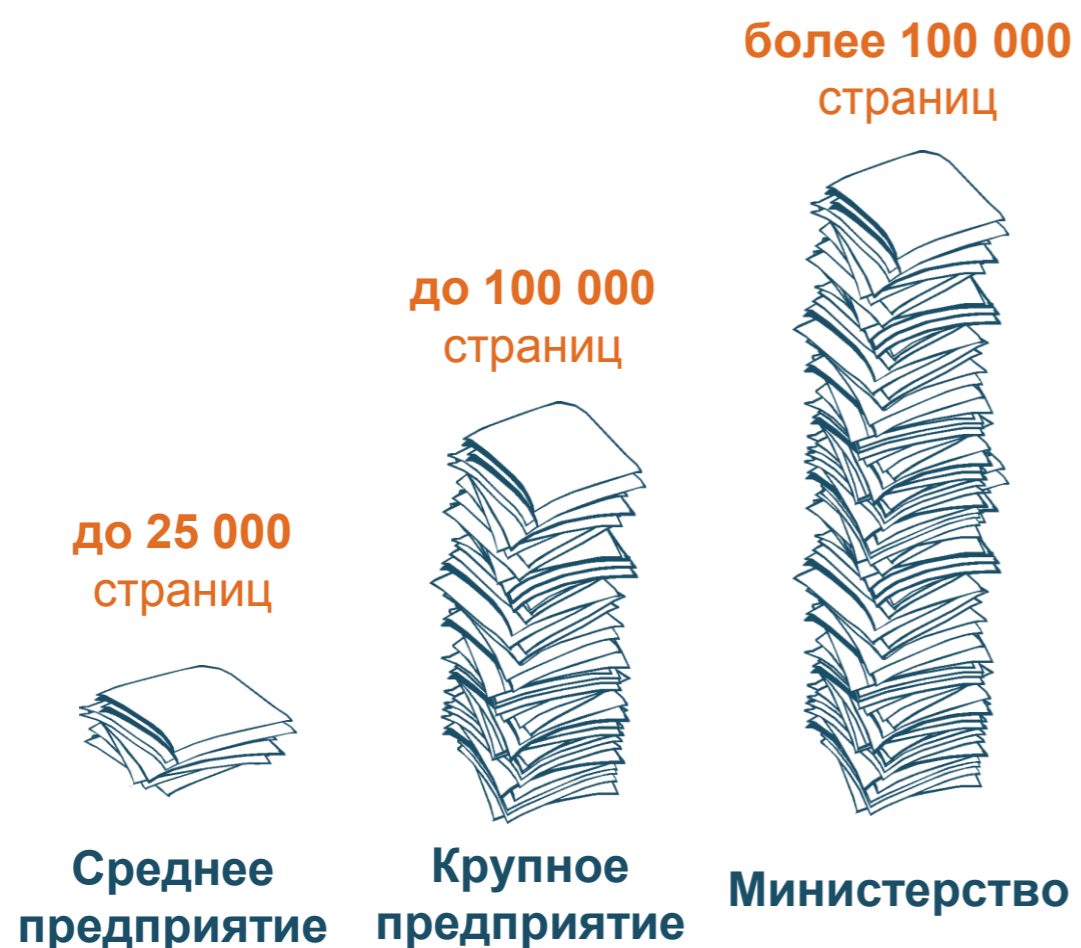 более 100 000
страниц
до 100 000
страниц
до 25 000
страниц
Среднее
предприятие
Крупное
предприятие
Министерство